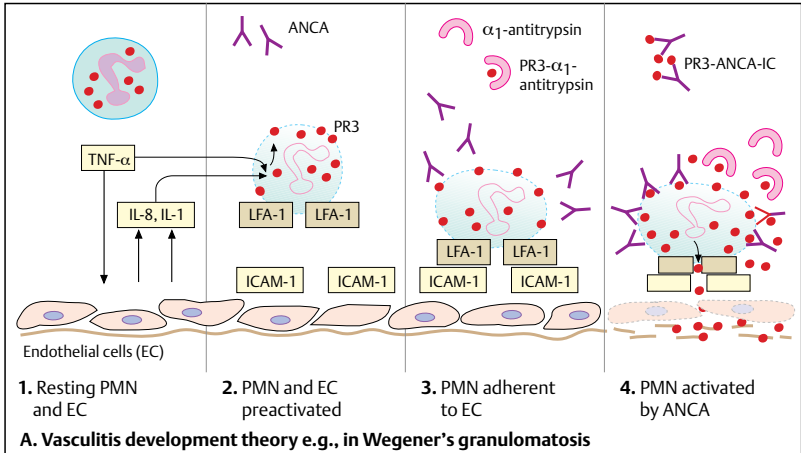 TNF-α
IL-8, IL-1
Endothelial cells (EC)
1. Resting PMN
and EC
ANCA
PR3
LFA-1 LFA-1
ICAM-1 ICAM-1
2. PMN and EC
preactivated
α1-antitrypsin
PR3-α1-
antitrypsin
LFA-1 LFA-1
ICAM-1 ICAM-1
3. PMN adherent
to EC
PR3-ANCA-IC
4. PMN activated
by ANCA
A. Vasculitis development theory e.g., in Wegener's granulomatosis